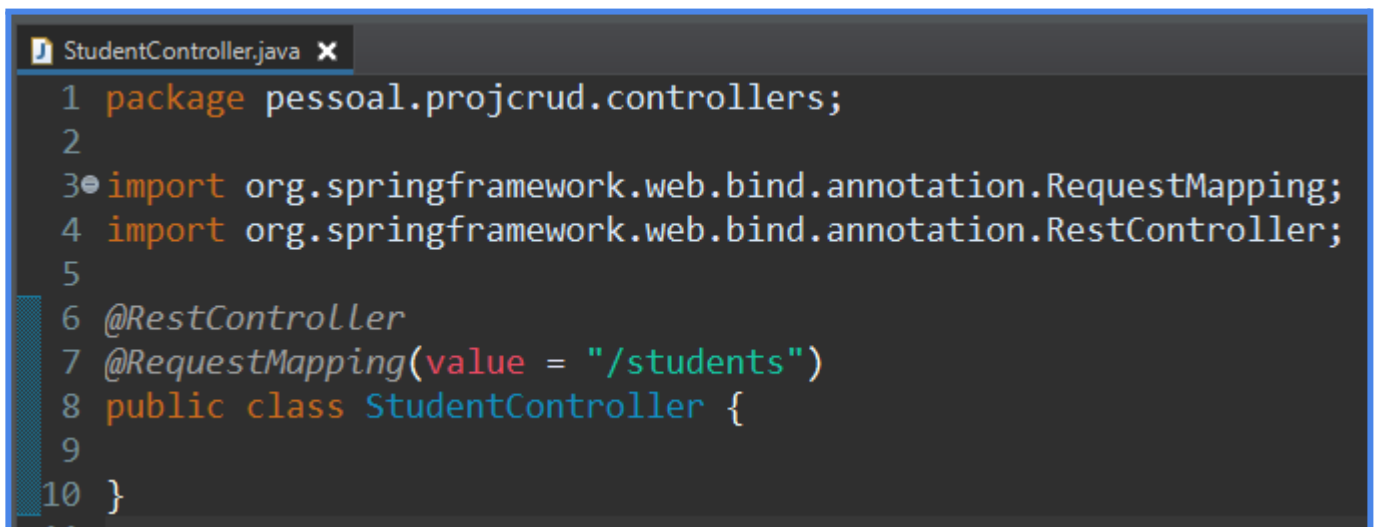 StudentController.java
1 package pessoal.projcrud.controllers;
2
3 import org.springframework.web.bind.annotation.RequestMapping;
4 import org.springframework.web.bind.annotation.RestController;
5
6 @RestController
7 @RequestMapping(value = "/students")
8 public class StudentController {
9
10 }